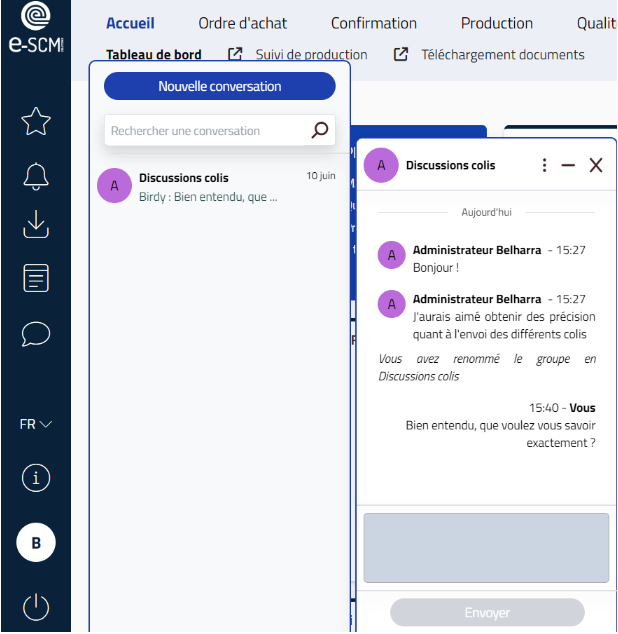 e-SCM
Accueil Ordre d'achat Confirmation Production Qualit
Tableau de bord Suivi de production Téléchargement documents
Nouvelle conversation
Rechercher une conversation
A Discussions colis 10 juin
Birdy : Bien entendu, que ...
FR
i
B
A Discussions colis
Aujourd'hui
A Administrateur Belharra - 15:27
Bonjour !
A Administrateur Belharra - 15:27
J'aurais aimé obtenir des précision
quant à l'envoi des différents colis
Vous avez renommé le groupe en
Discussions colis
15:40 - Vous
Bien entendu, que voulez vous savoir
exactement ?
Envoyer